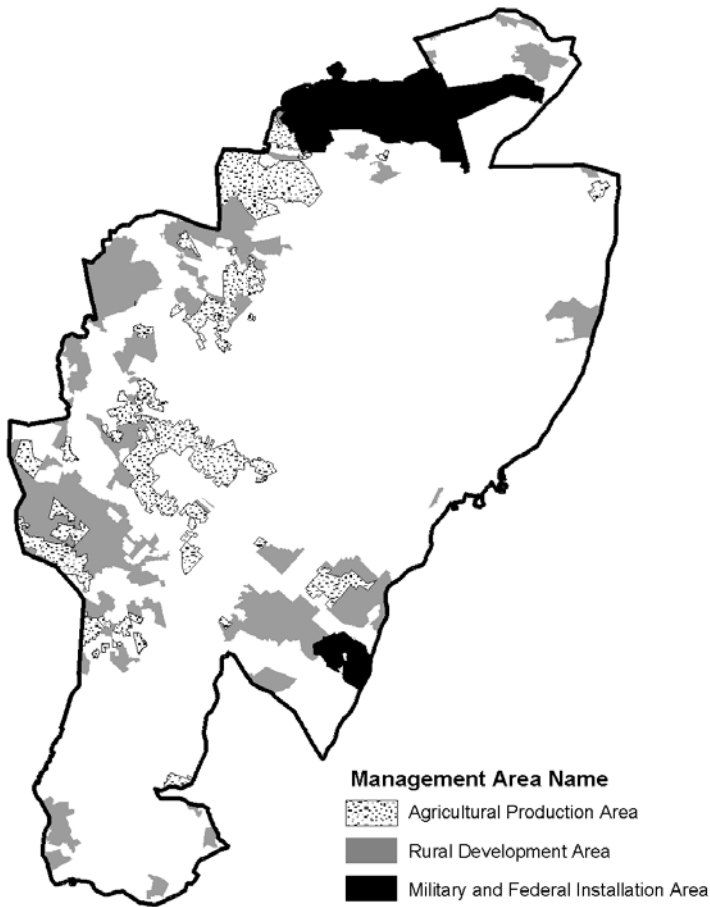 Management Area Name
Agricultural Production Area
Rural Development Area
Military and Federal Installation Area